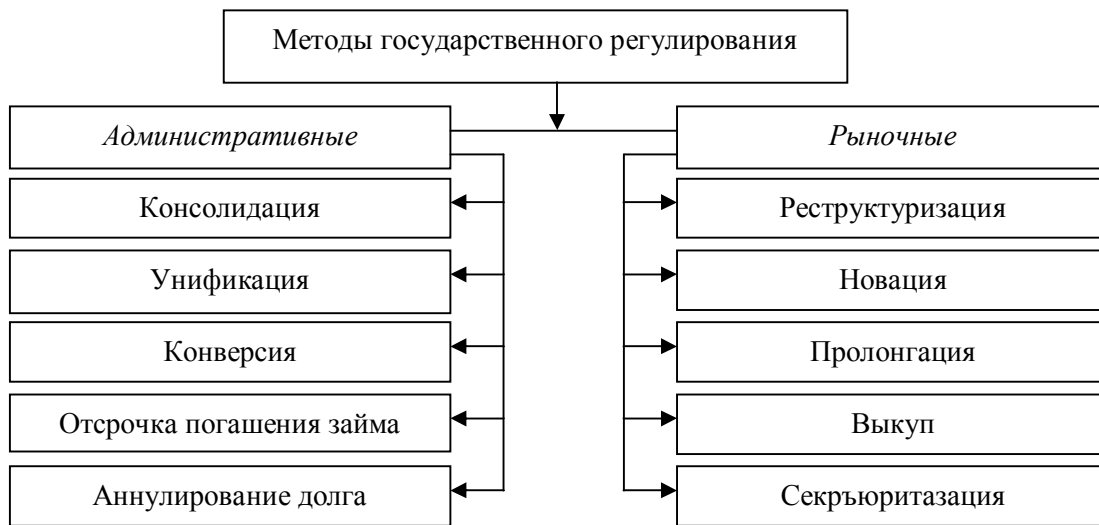 Методы государственного регулирования
Административные
Рыночные
Консолидация
Реструктуризация
Унификация
Новация
Конверсия
Пролонгация
Отсрочка погашения займа
Выкуп
Аннулирование долга
Секръюритазация